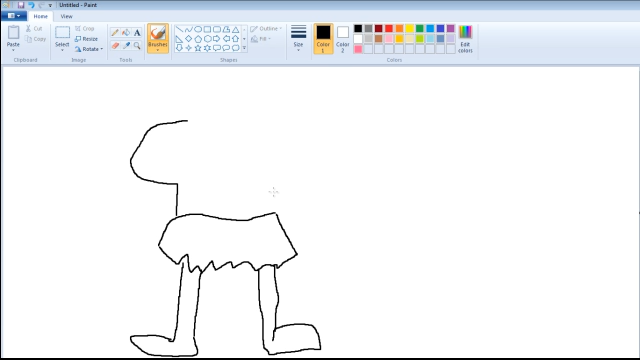 Untitled - Paint
Home View
Paste
Cut
Copy
Clipboard
Select
Crop
Resize
Rotate
Image
Tools
Brushes
Shapes
Outline
Fill
Size
Color 1
Color 2
Colors
Edit colors